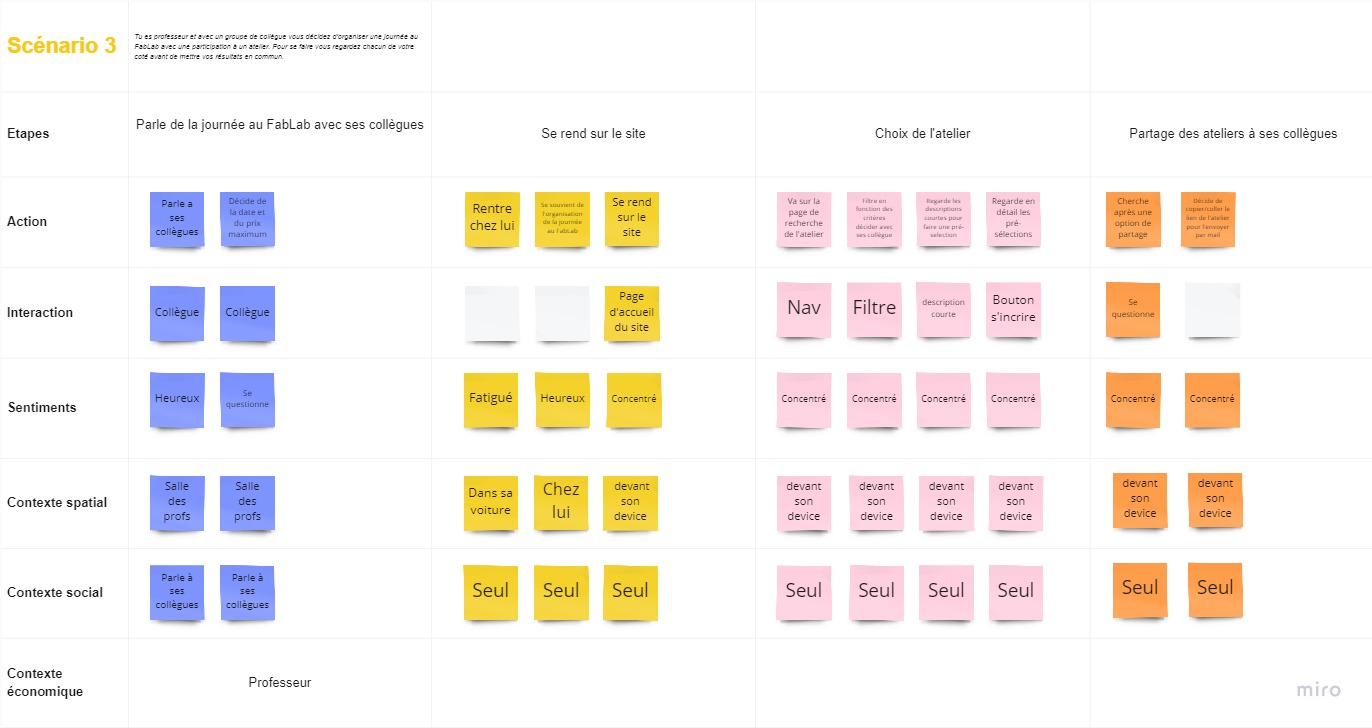 Scénario 3
Tu es professeur et avec un groupe de collègue vous décidez d'organiser une journée au
FabLab avec une participation à un atelier. Pour se faire vous regardez chacun de votre
coté avant de mettre vos résultats en commun.
Etapes
Parle de la journée au FabLab avec ses collègues
Se rend sur le site
Choix de l'atelier
Partage des ateliers à ses collègues
Action
Parle a
ses
collègues
Décide de
la date et
du prix
maximum
Rentre
chez lui
Se souvient de
l'organisation
de la journée
au FabLab
Se rend
sur le
site
Va sur la
page de
recherche
de l'atelier
Filtre en
fonction des
critères
décider avec
ses collègue
Regarde les
descriptions
courtes pour
faire une pré-
selection
Regarde en
détail les
pré-
sélections
Cherche
après une
option de
partage
Décide de
copier/coller le
lien de l'atelier
pour l'envoyer
par mail
Interaction
Collègue
Collègue
Page
d'accueil
du site
Nav
Filtre
description
courte
Bouton
s'incrire
Se
questionne
Sentiments
Heureux
Se
questionne
Fatigué
Heureux
Concentré
Concentré
Concentré
Concentré
Concentré
Concentré
Concentré
Contexte spatial
Salle
des
profs
Salle
des
profs
Dans sa
voiture
Chez
lui
devant
son
device
devant
son
device
devant
son
device
devant
son
device
devant
son
device
devant
son
device
devant
son
device
Contexte social
Parle à
ses
collègues
Parle à
ses
collègues
Seul
Seul
Seul
Seul
Seul
Seul
Seul
Seul
Seul
Contexte
économique
Professeur
miro